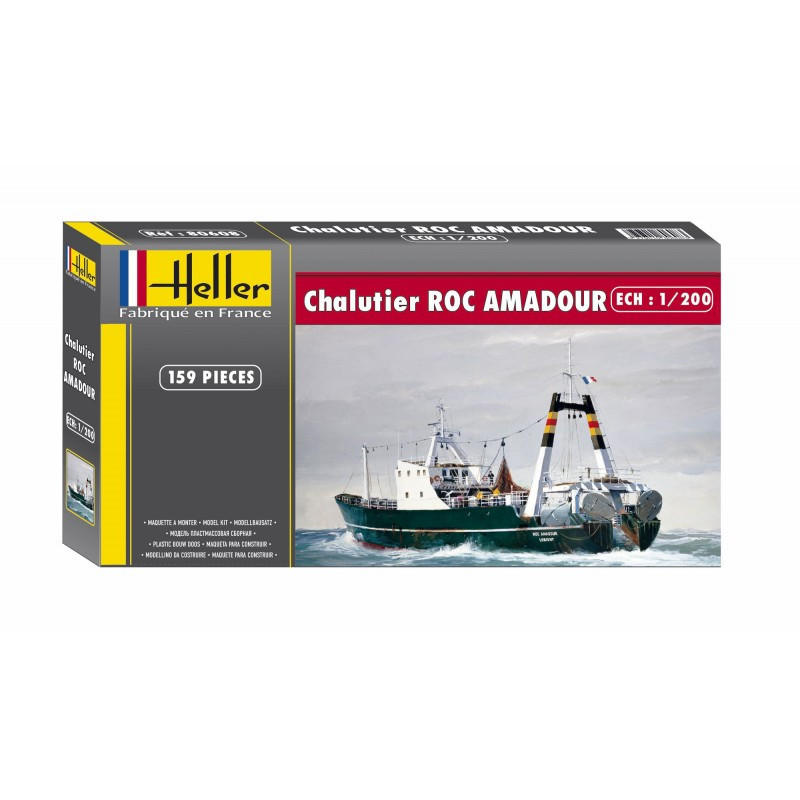 Réf : 80608
Chalutier ROC AMADOUR
ECH : 1/200
Heller
Fabriqué en France
159 PIECES
Chalutier ROC AMADOUR ECH : 1/200
Chalutier
ROC
AMADOUR
ECH: 1/200
• MAQUETTE A MONTER • MODEL KIT • MODELLBAUSATZ
• МОДЕЛЬ ПЛАСТМАССОВАЯ СБОРНАЯ •
• PLASTIC BOUW DOOS • MAQUETA PARA CONSTRUIR •
• MODELLINO DA COSTRUIRE • MAQUETE PARA CONSTRUIR •
ROC AMADOUR
LORIENT